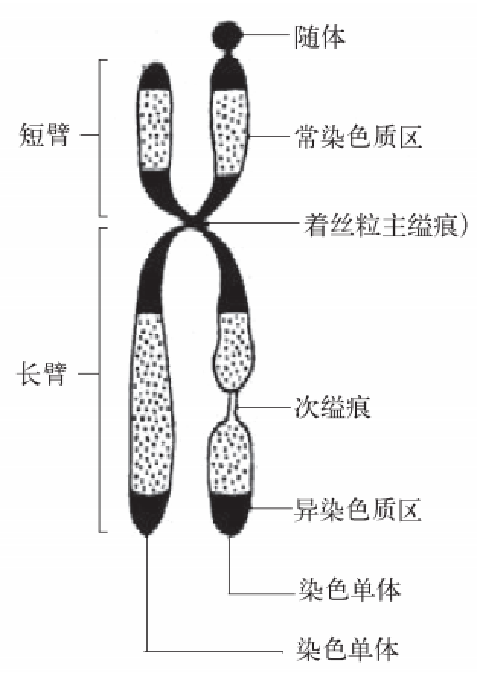 随体
短臂
常染色质区
着丝粒主缢痕）
长臂
次缢痕
异染色质区
染色单体
染色单体